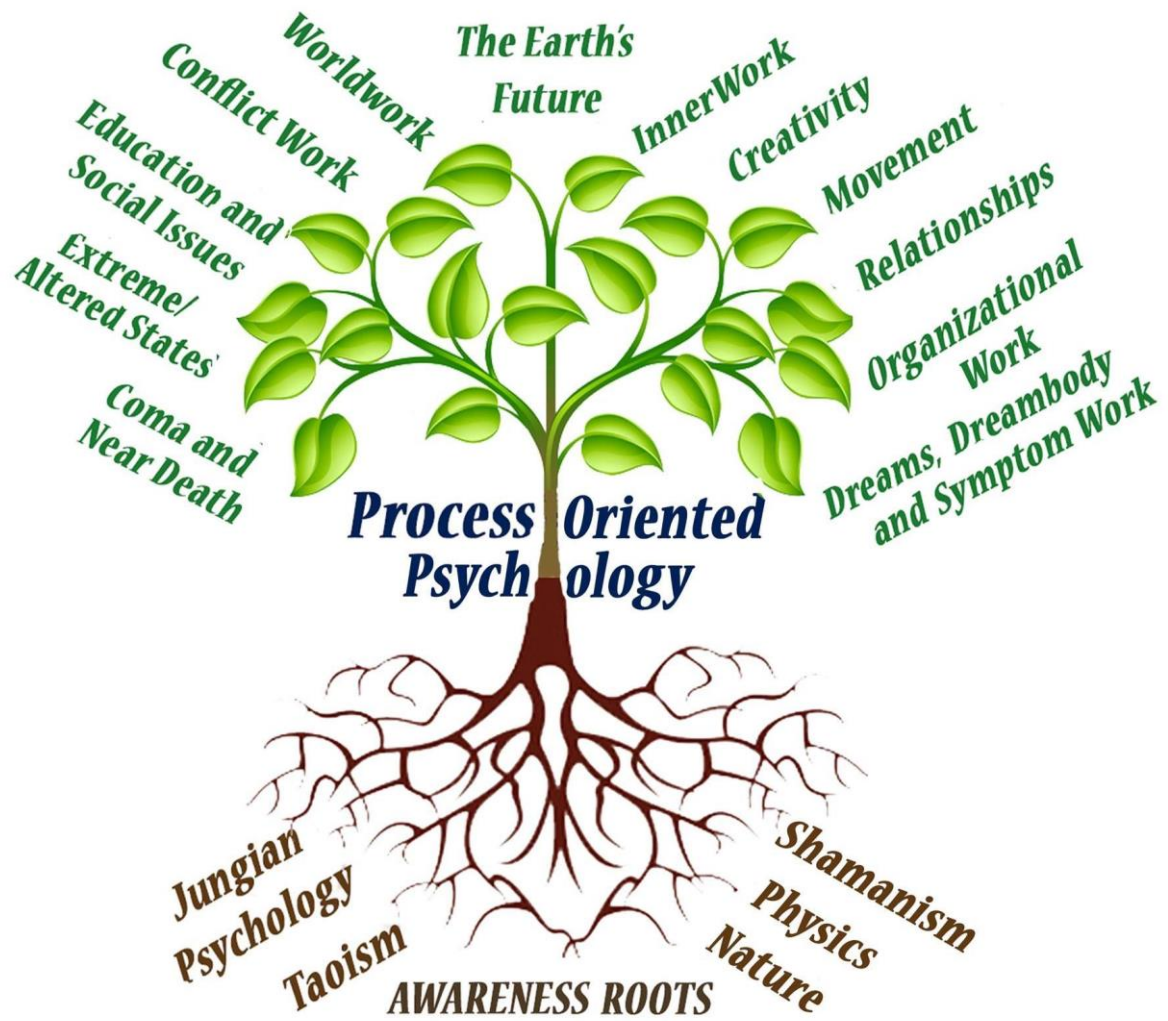 The Earth's
Future
Worldwork
Conflict Work
Education and
Social Issues
Extreme/
Altered States
Coma and
Near Death
InnerWork
Creativity
Movement
Relationships
Organizational
Work
Dreams, Dreambody
and Symptom Work
Process Oriented
Psychology
Jungian
Psychology
Taoism
Shamanism
Physics
Nature
AWARENESS ROOTS